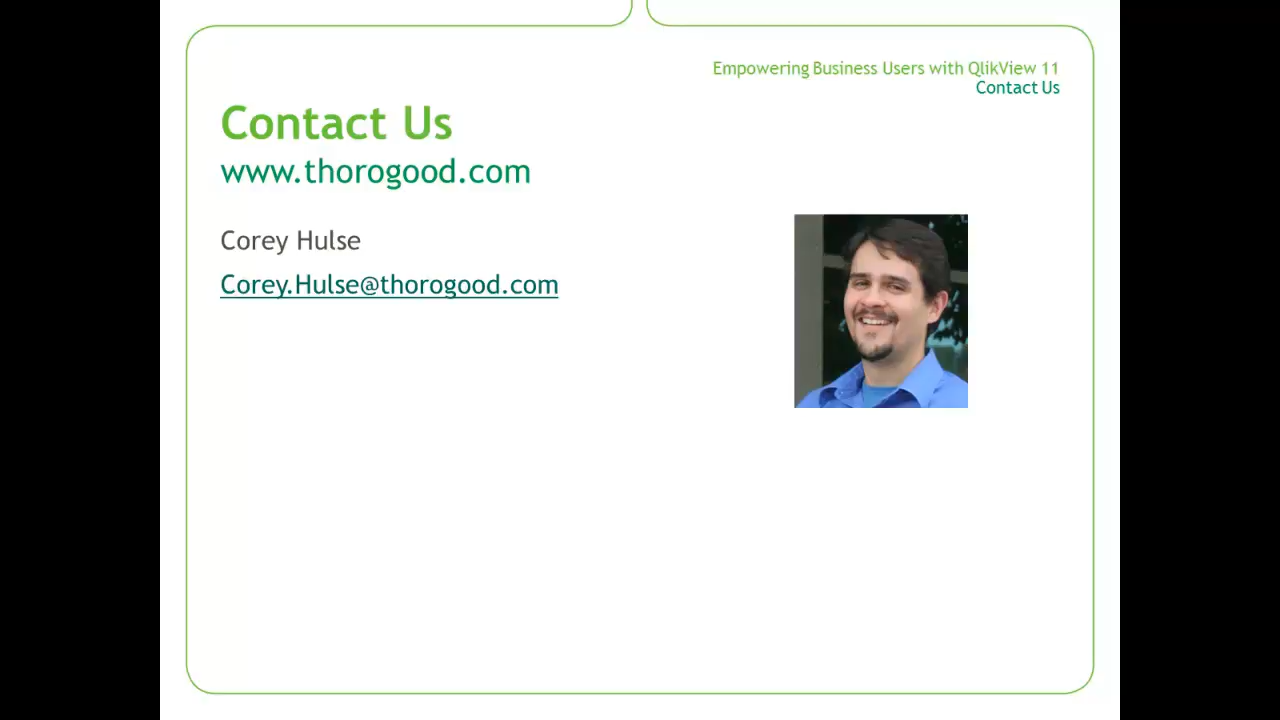 Empowering Business Users with QlikView 11
Contact Us
Contact Us
www.thorogood.com
Corey Hulse
Corey.Hulse@thorogood.com